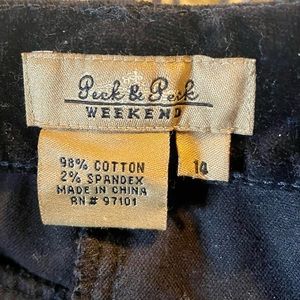 Peck & Peck
WEEKEND
98% COTTON
2% SPANDEX
MADE IN CHINA
RN# 97101
14